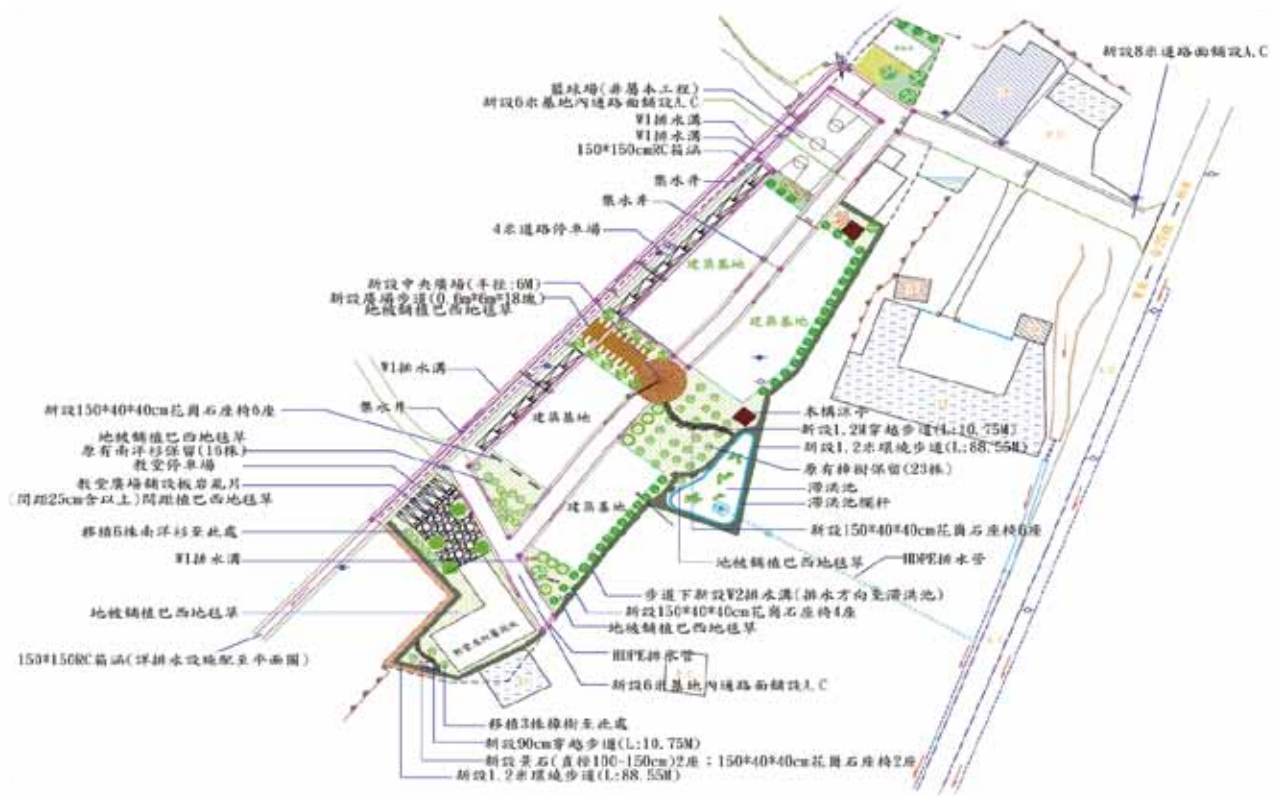 新設8米道路面舖設A.C
籃球場(非屬本工程)
新設6米基地內通路面舖設A.C
W1排水溝
W1排水溝
150*150cmRC箱涵
集水井
集水井
4米道路停車場
建築基地
新設中央廣場(半徑:6M)
新設廣場步道(0.6m*6m*18塊)
地被舖植巴西地毯草
建築基地
W1排水溝
新設150*40*40cm花崗石座椅6座
集水井
建築基地
木構涼亭
地被舖植巴西地毯草
新設1.2M穿越步道(L:10.75M)
原有南洋杉保留(16株)
新設1.2米環繞步道(L:88.55M)
教堂停車場
原有樟樹保留(23株)
教堂廣場舖設板岩亂片
滯洪池
(間距25cm含以上)間距植巴西地毯草
建築基地
滯洪池欄杆
移植6株南洋杉至此處
新設150*40*40cm花崗石座椅6座
W1排水溝
地被舖植巴西地毯草
HDPE排水管
步道下新設W2排水溝(排水方向至滯洪池)
地被舖植巴西地毯草
新設150*40*40cm花崗石座椅4座
地被舖植巴西地毯草
150*150RC箱涵(詳排水設施配至平面圖)
HDPE排水管
新設6米基地內通路面舖設A.C
移植3株樟樹至此處
新設90cm穿越步道(L:10.75M)
新設景石(直徑100-150cm)2座；150*40*40cm花崗石座椅2座
新設1.2米環繞步道(L:88.55M)